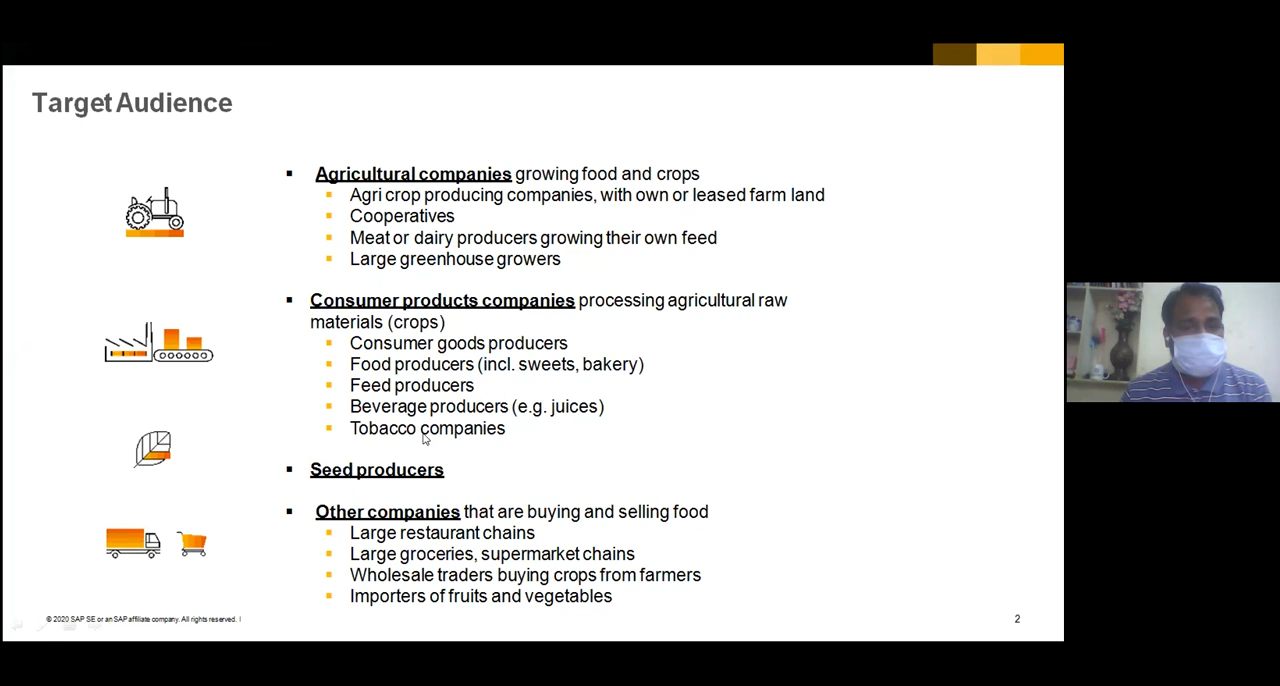 Target Audience
Agricultural companies growing food and crops
Agri crop producing companies, with own or leased farm land
Cooperatives
Meat or dairy producers growing their own feed
Large greenhouse growers
Consumer products companies processing agricultural raw
materials (crops)
Consumer goods producers
Food producers (incl. sweets, bakery)
Feed producers
Beverage producers (e.g. juices)
Tobacco companies
Seed producers
Other companies that are buying and selling food
Large restaurant chains
Large groceries, supermarket chains
Wholesale traders buying crops from farmers
Importers of fruits and vegetables
© 2020 SAP SE or an SAP affiliate company. All rights reserved. I
2